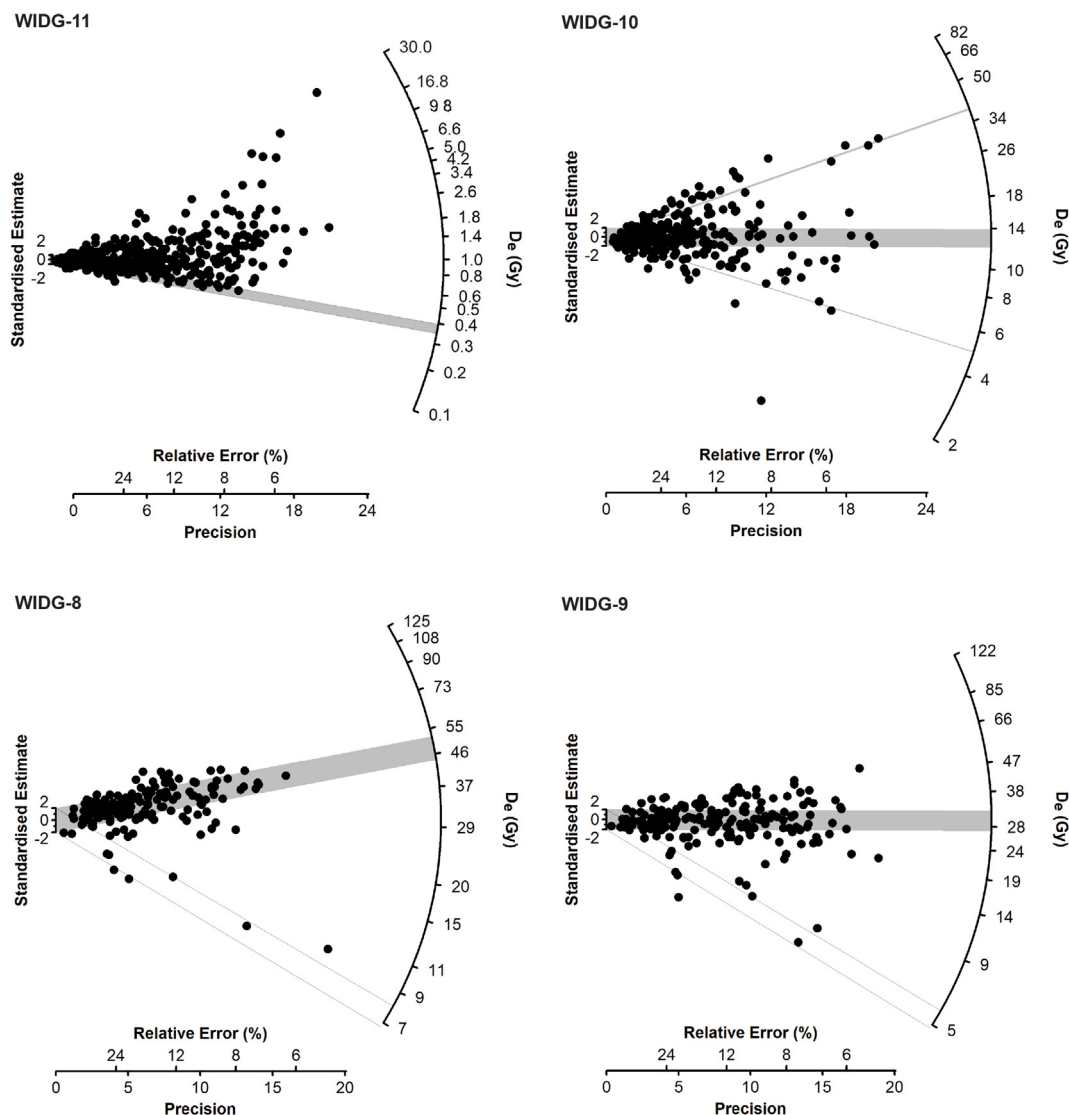 WIDG-11
30.0
16.8
9 8
6.6
5.0
4.2
3.4
2.6
1.8
1.4
1.0
0.8
0.6
0.5
0.4
0.3
0.2
0.1
De (Gy)
Standardised Estimate
2
0
-2
Relative Error (%)
24 12 8 6
0 6 12 18 24
Precision
WIDG-10
82
66
50
34
26
18
14
10
8
6
4
2
De (Gy)
Standardised Estimate
2
0
-2
Relative Error (%)
24 12 8 6
0 6 12 18 24
Precision
WIDG-8
125
108
90
73
55
46
37
29
20
15
11
9
7
De (Gy)
Standardised Estimate
2
0
-2
Relative Error (%)
24 12 8 6
0 5 10 15 20
Precision
WIDG-9
122
85
66
47
38
28
24
19
14
9
5
De (Gy)
Standardised Estimate
2
0
-2
Relative Error (%)
24 12 8 6
0 5 10 15 20
Precision